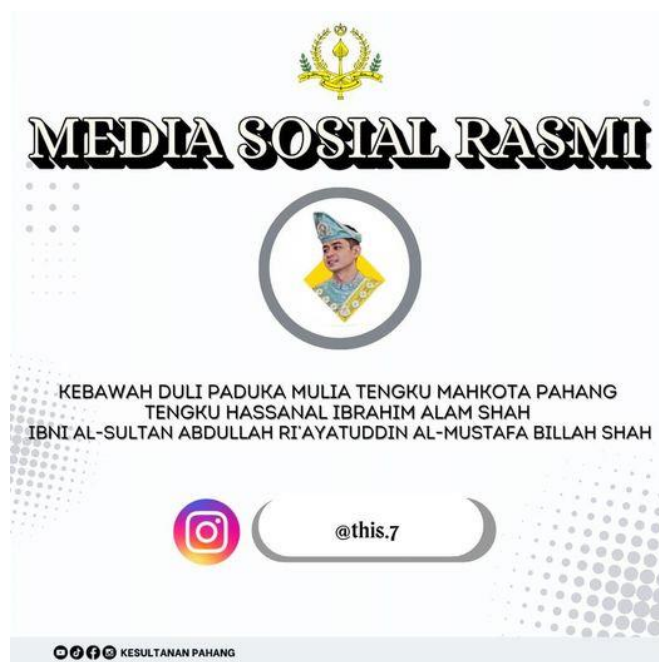 MEDIA SOSIAL RASMI
KEBAWAH DULI PADUKA MULIA TENGKU MAHKOTA PAHANG
TENGKU HASSANAL IBRAHIM ALAM SHAH
IBNI AL-SULTAN ABDULLAH RI'AYATUDDIN AL-MUSTAFA BILLAH SHAH
@this.7
KESULTANAN PAHANG